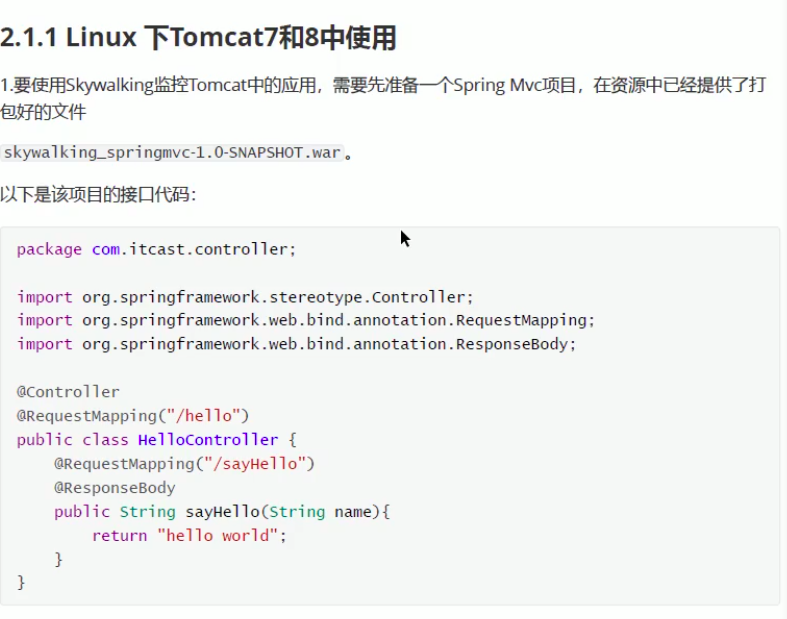 2.1.1 Linux 下Tomcat7和8中使用
1.要使用Skywalking监控Tomcat中的应用，需要先准备一个Spring Mvc项目，在资源中已经提供了打
包好的文件
skywalking_springmvc-1.0-SNAPSHOT.war。
以下是该项目的接口代码：
package com.itcast.controller;
import org.springframework.stereotype.Controller;
import org.springframework.web.bind.annotation.RequestMapping;
import org.springframework.web.bind.annotation.ResponseBody;
@Controller
@RequestMapping("/hello")
public class HelloController {
    @RequestMapping("/sayHello")
    @ResponseBody
    public String sayHello(String name){
        return "hello world";
    }
}